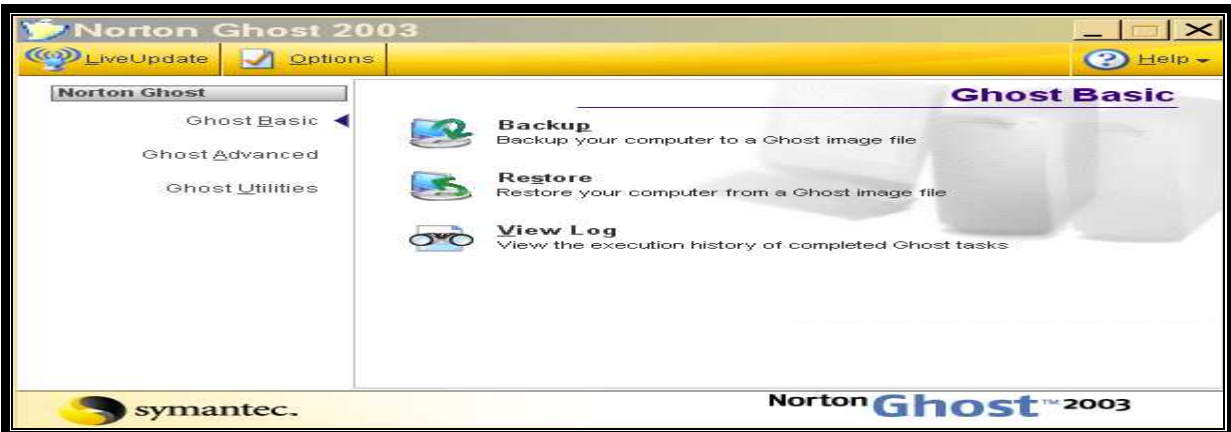 Norton Ghost 2003
LiveUpdate Options Help
Norton Ghost
Ghost Basic
Ghost Advanced
Ghost Utilities
Ghost Basic
Backup
Backup your computer to a Ghost image file
Restore
Restore your computer from a Ghost image file
View Log
View the execution history of completed Ghost tasks
symantec.
Norton Ghost™ 2003